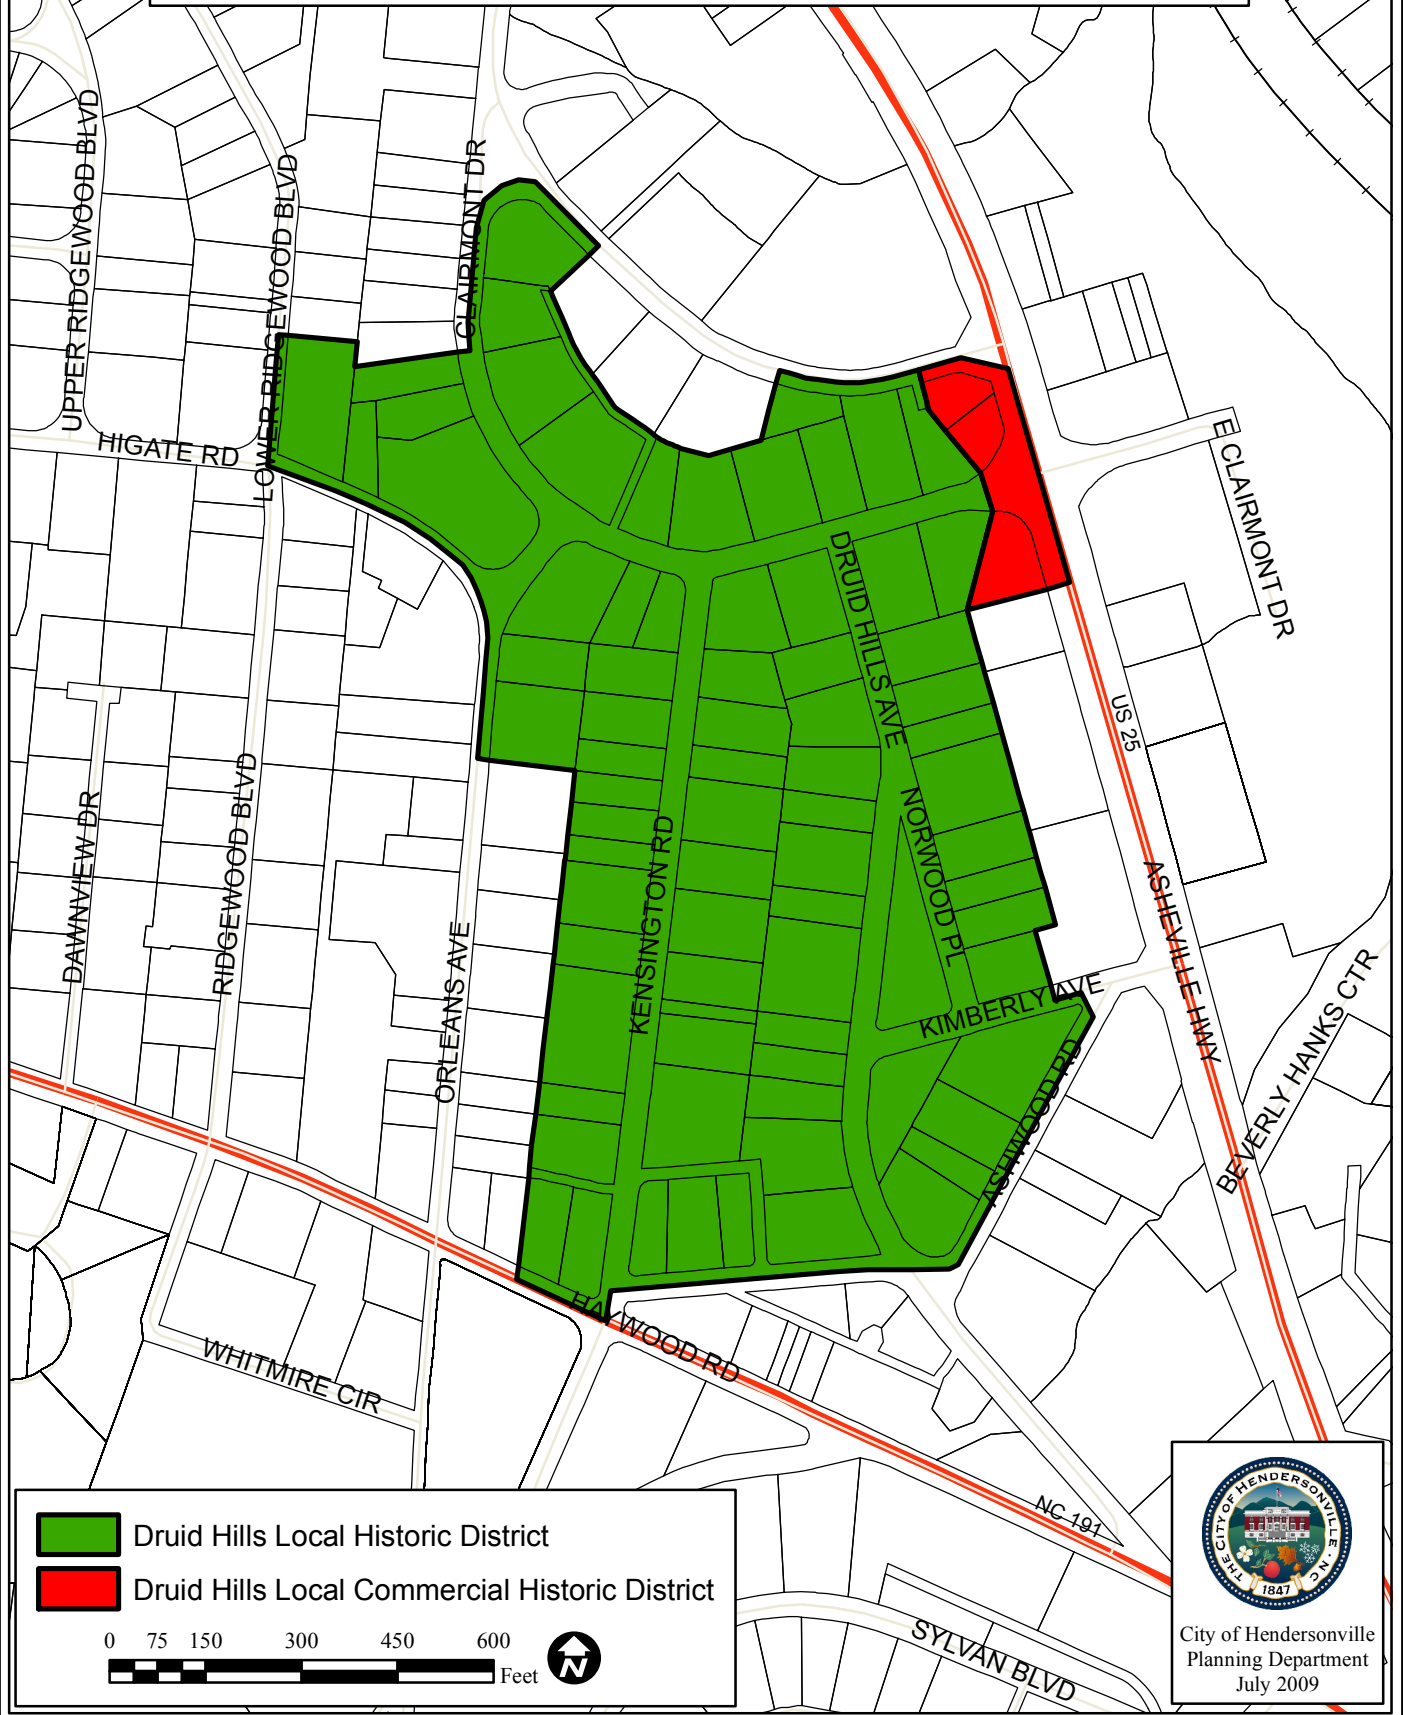 UPPER RIDGEWOOD BLVD
LOWER RIDGEWOOD BLVD
CLAIRMONT DR
HIGATE RD
E CLAIRMONT DR
DRUID HILLS AVE
US 25
NORWOOD PL
KENSINGTON RD
DAWNVIEW DR
RIDGEWOOD BLVD
ORLEANS AVE
KIMBERLY AVE
ASHEVILLE HWY
ASHWOOD RD
BEVERLY HANKS CTR
HAYWOOD RD
WHITMIRE CIR
NC 191
SYLVAN BLVD
Druid Hills Local Historic District
Druid Hills Local Commercial Historic District
0 75 150 300 450 600
Feet
N
THE CITY OF HENDERSONVILLE · NC
1847
City of Hendersonville
Planning Department
July 2009